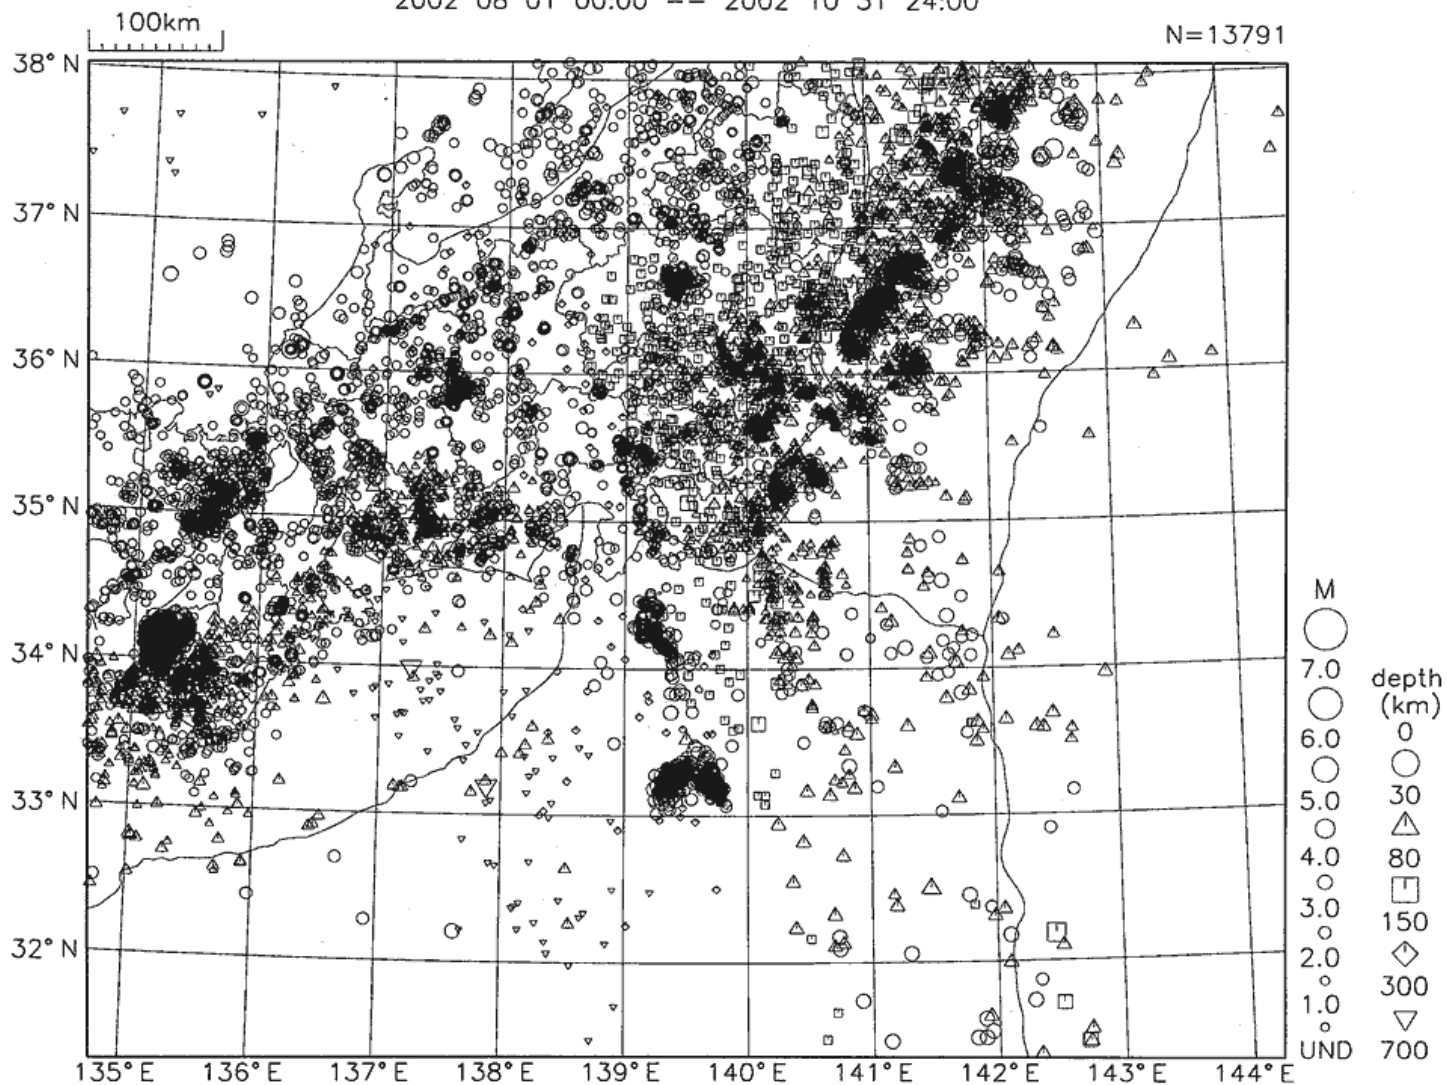 2002 08 01 00:00 -- 2002 10 31 24:00
100km
N=13791
38° N
37° N
36° N
35° N
34° N
33° N
32° N
135° E 136° E 137° E 138° E 139° E 140° E 141° E 142° E 143° E 144° E
M
7.0
6.0
5.0
4.0
3.0
2.0
1.0
UND
depth
(km)
0
30
80
150
300
700